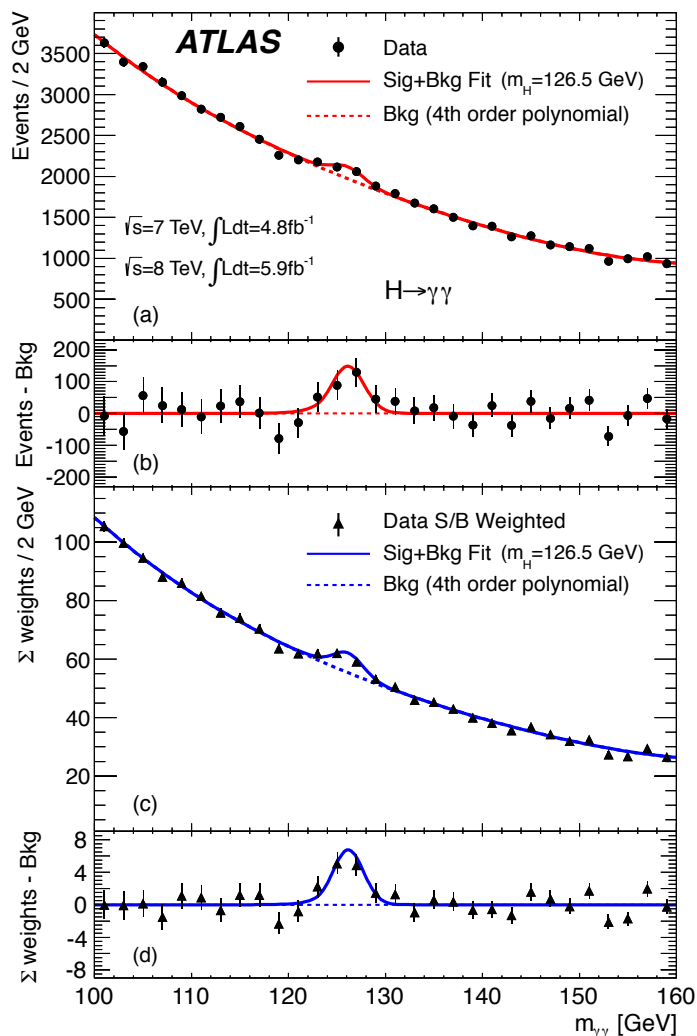 ATLAS
Data
Sig+Bkg Fit (m_H=126.5 GeV)
Bkg (4th order polynomial)
Events / 2 GeV
3500
3000
2500
2000
1500
1000
500
√s=7 TeV, ∫Ldt=4.8fb⁻¹
√s=8 TeV, ∫Ldt=5.9fb⁻¹
H→γγ
(a)
Events - Bkg
200
100
0
-100
-200
(b)
Σ weights / 2 GeV
100
80
60
40
20
Data S/B Weighted
Sig+Bkg Fit (m_H=126.5 GeV)
Bkg (4th order polynomial)
(c)
Σ weights - Bkg
8
4
0
-4
-8
(d)
100 110 120 130 140 150 160
m_γγ [GeV]